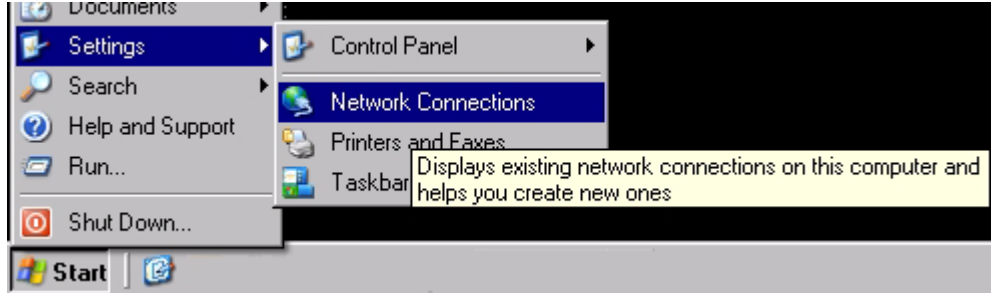 Documents
Settings
Control Panel
Search
Network Connections
Help and Support
Printers and Faxes
Run...
Displays existing network connections on this computer and
helps you create new ones
Taskbar
Shut Down...
Start